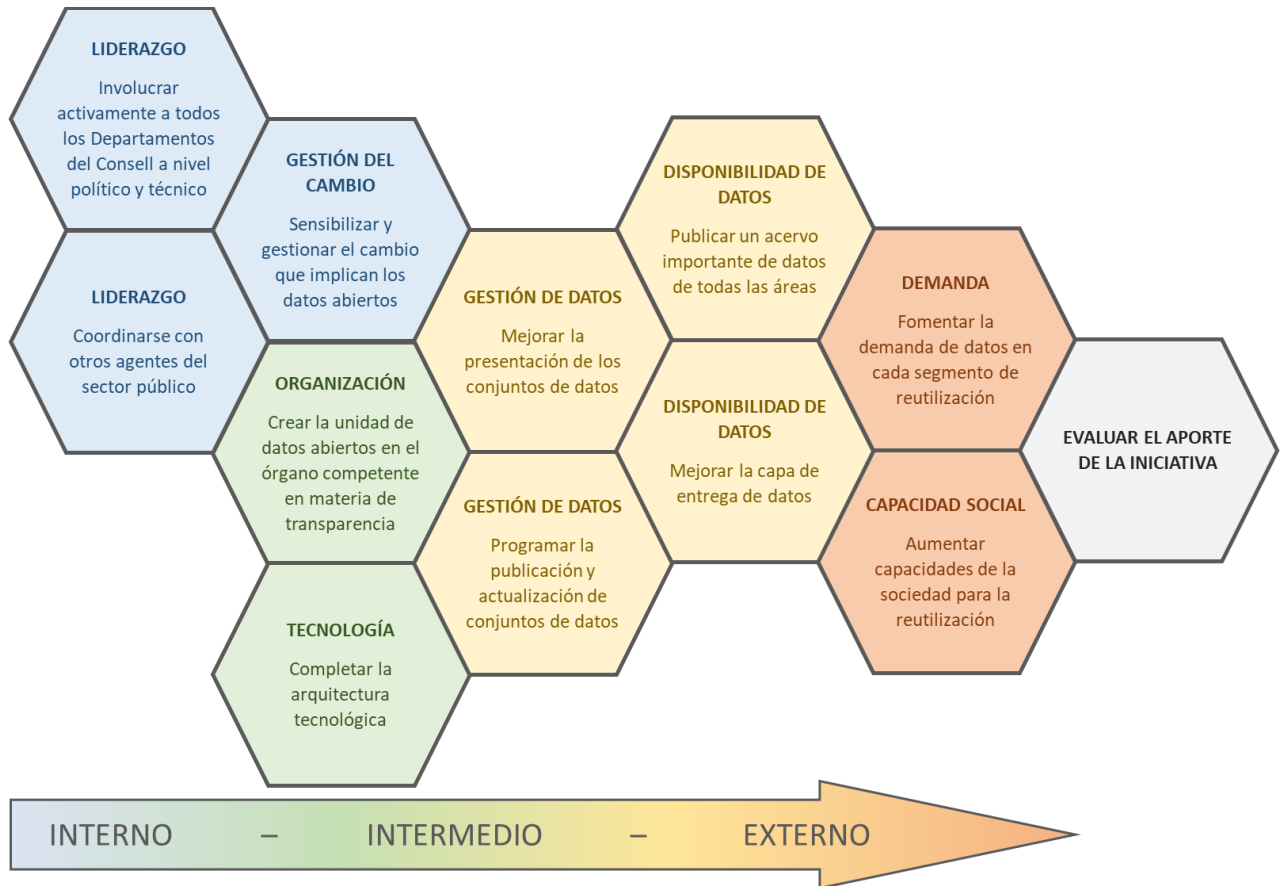 LIDERAZGO
Involucrar
activamente a todos
los Departamentos
del Consell a nivel
político y técnico
LIDERAZGO
Coordinarse con
otros agentes del
sector público
GESTIÓN DEL
CAMBIO
Sensibilizar y
gestionar el cambio
que implican los
datos abiertos
ORGANIZACIÓN
Crear la unidad de
datos abiertos en el
órgano competente
en materia de
transparencia
TECNOLOGÍA
Completar la
arquitectura
tecnológica
GESTIÓN DE DATOS
Mejorar la
presentación de los
conjuntos de datos
GESTIÓN DE DATOS
Programar la
publicación y
actualización de
conjuntos de datos
DISPONIBILIDAD DE
DATOS
Publicar un acervo
importante de datos
de todas las áreas
DISPONIBILIDAD DE
DATOS
Mejorar la capa de
entrega de datos
DEMANDA
Fomentar la
demanda de datos en
cada segmento de
reutilización
CAPACIDAD SOCIAL
Aumentar
capacidades de la
sociedad para la
reutilización
EVALUAR EL APORTE
DE LA INICIATIVA
INTERNO – INTERMEDIO – EXTERNO